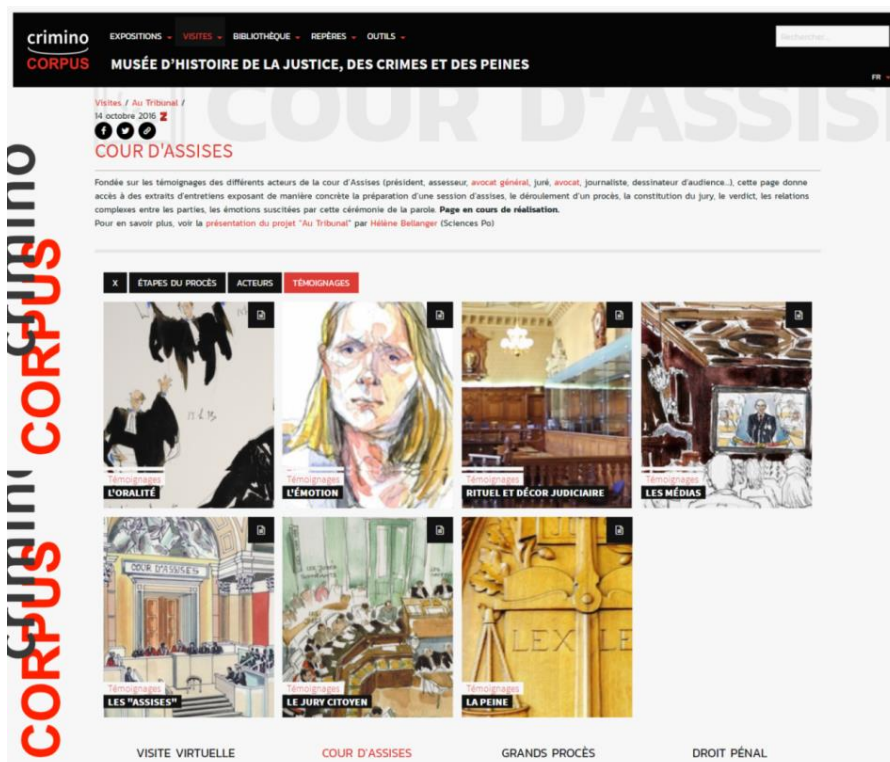 crimino
CORPUS
EXPOSITIONS VISITES BIBLIOTHÈQUE REPÈRES OUTILS
Rechercher...
MUSÉE D'HISTOIRE DE LA JUSTICE, DES CRIMES ET DES PEINES
FR
COUR D'ASSIS
Visites / Au Tribunal /
14 octobre 2016 Z
COUR D'ASSISES
Fondée sur les témoignages des différents acteurs de la cour d'Assises (président, assesseur, avocat général, juré, avocat, journaliste, dessinateur d'audience...), cette page donne
accès à des extraits d'entretiens exposant de manière concrète la préparation d'une session d'assises, le déroulement d'un procès, la constitution du jury, le verdict, les relations
complexes entre les parties, les émotions suscitées par cette cérémonie de la parole. Page en cours de réalisation.
Pour en savoir plus, voir la présentation du projet "Au Tribunal" par Hélène Bellanger (Sciences Po)
X ÉTAPES DU PROCÈS ACTEURS TÉMOIGNAGES
Témoignages
L'ORALITÉ
Témoignages
L'ÉMOTION
Témoignages
RITUEL ET DÉCOR JUDICIAIRE
Témoignages
LES MÉDIAS
COUR D'ASSISES
Témoignages
LES "ASSISES"
Témoignages
LE JURY CITOYEN
LEX LE
Témoignages
LA PEINE
crimino
CORPUS
crimino
CORPUS
VISITE VIRTUELLE COUR D'ASSISES GRANDS PROCÈS DROIT PÉNAL